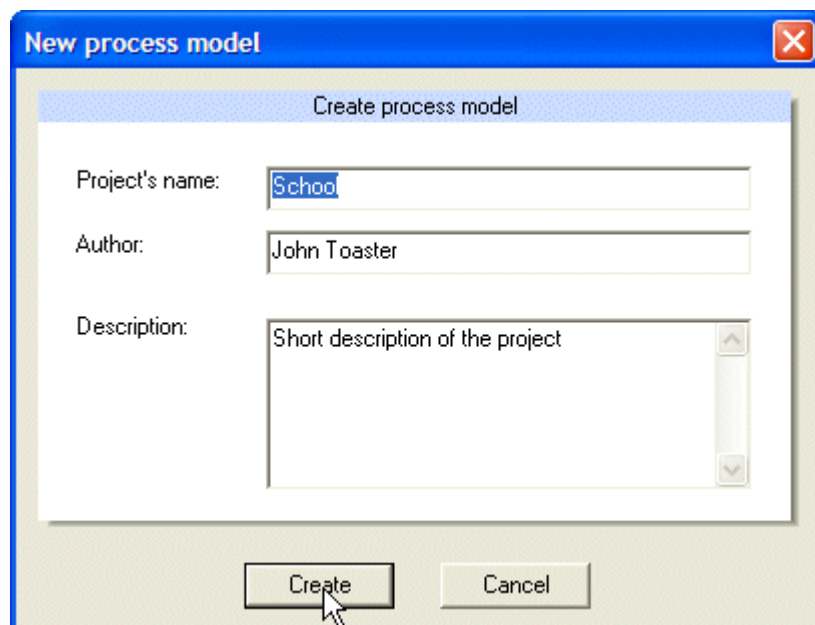 New process model
Create process model
Project's name: School
Author: John Toaster
Description: Short description of the project
Create Cancel